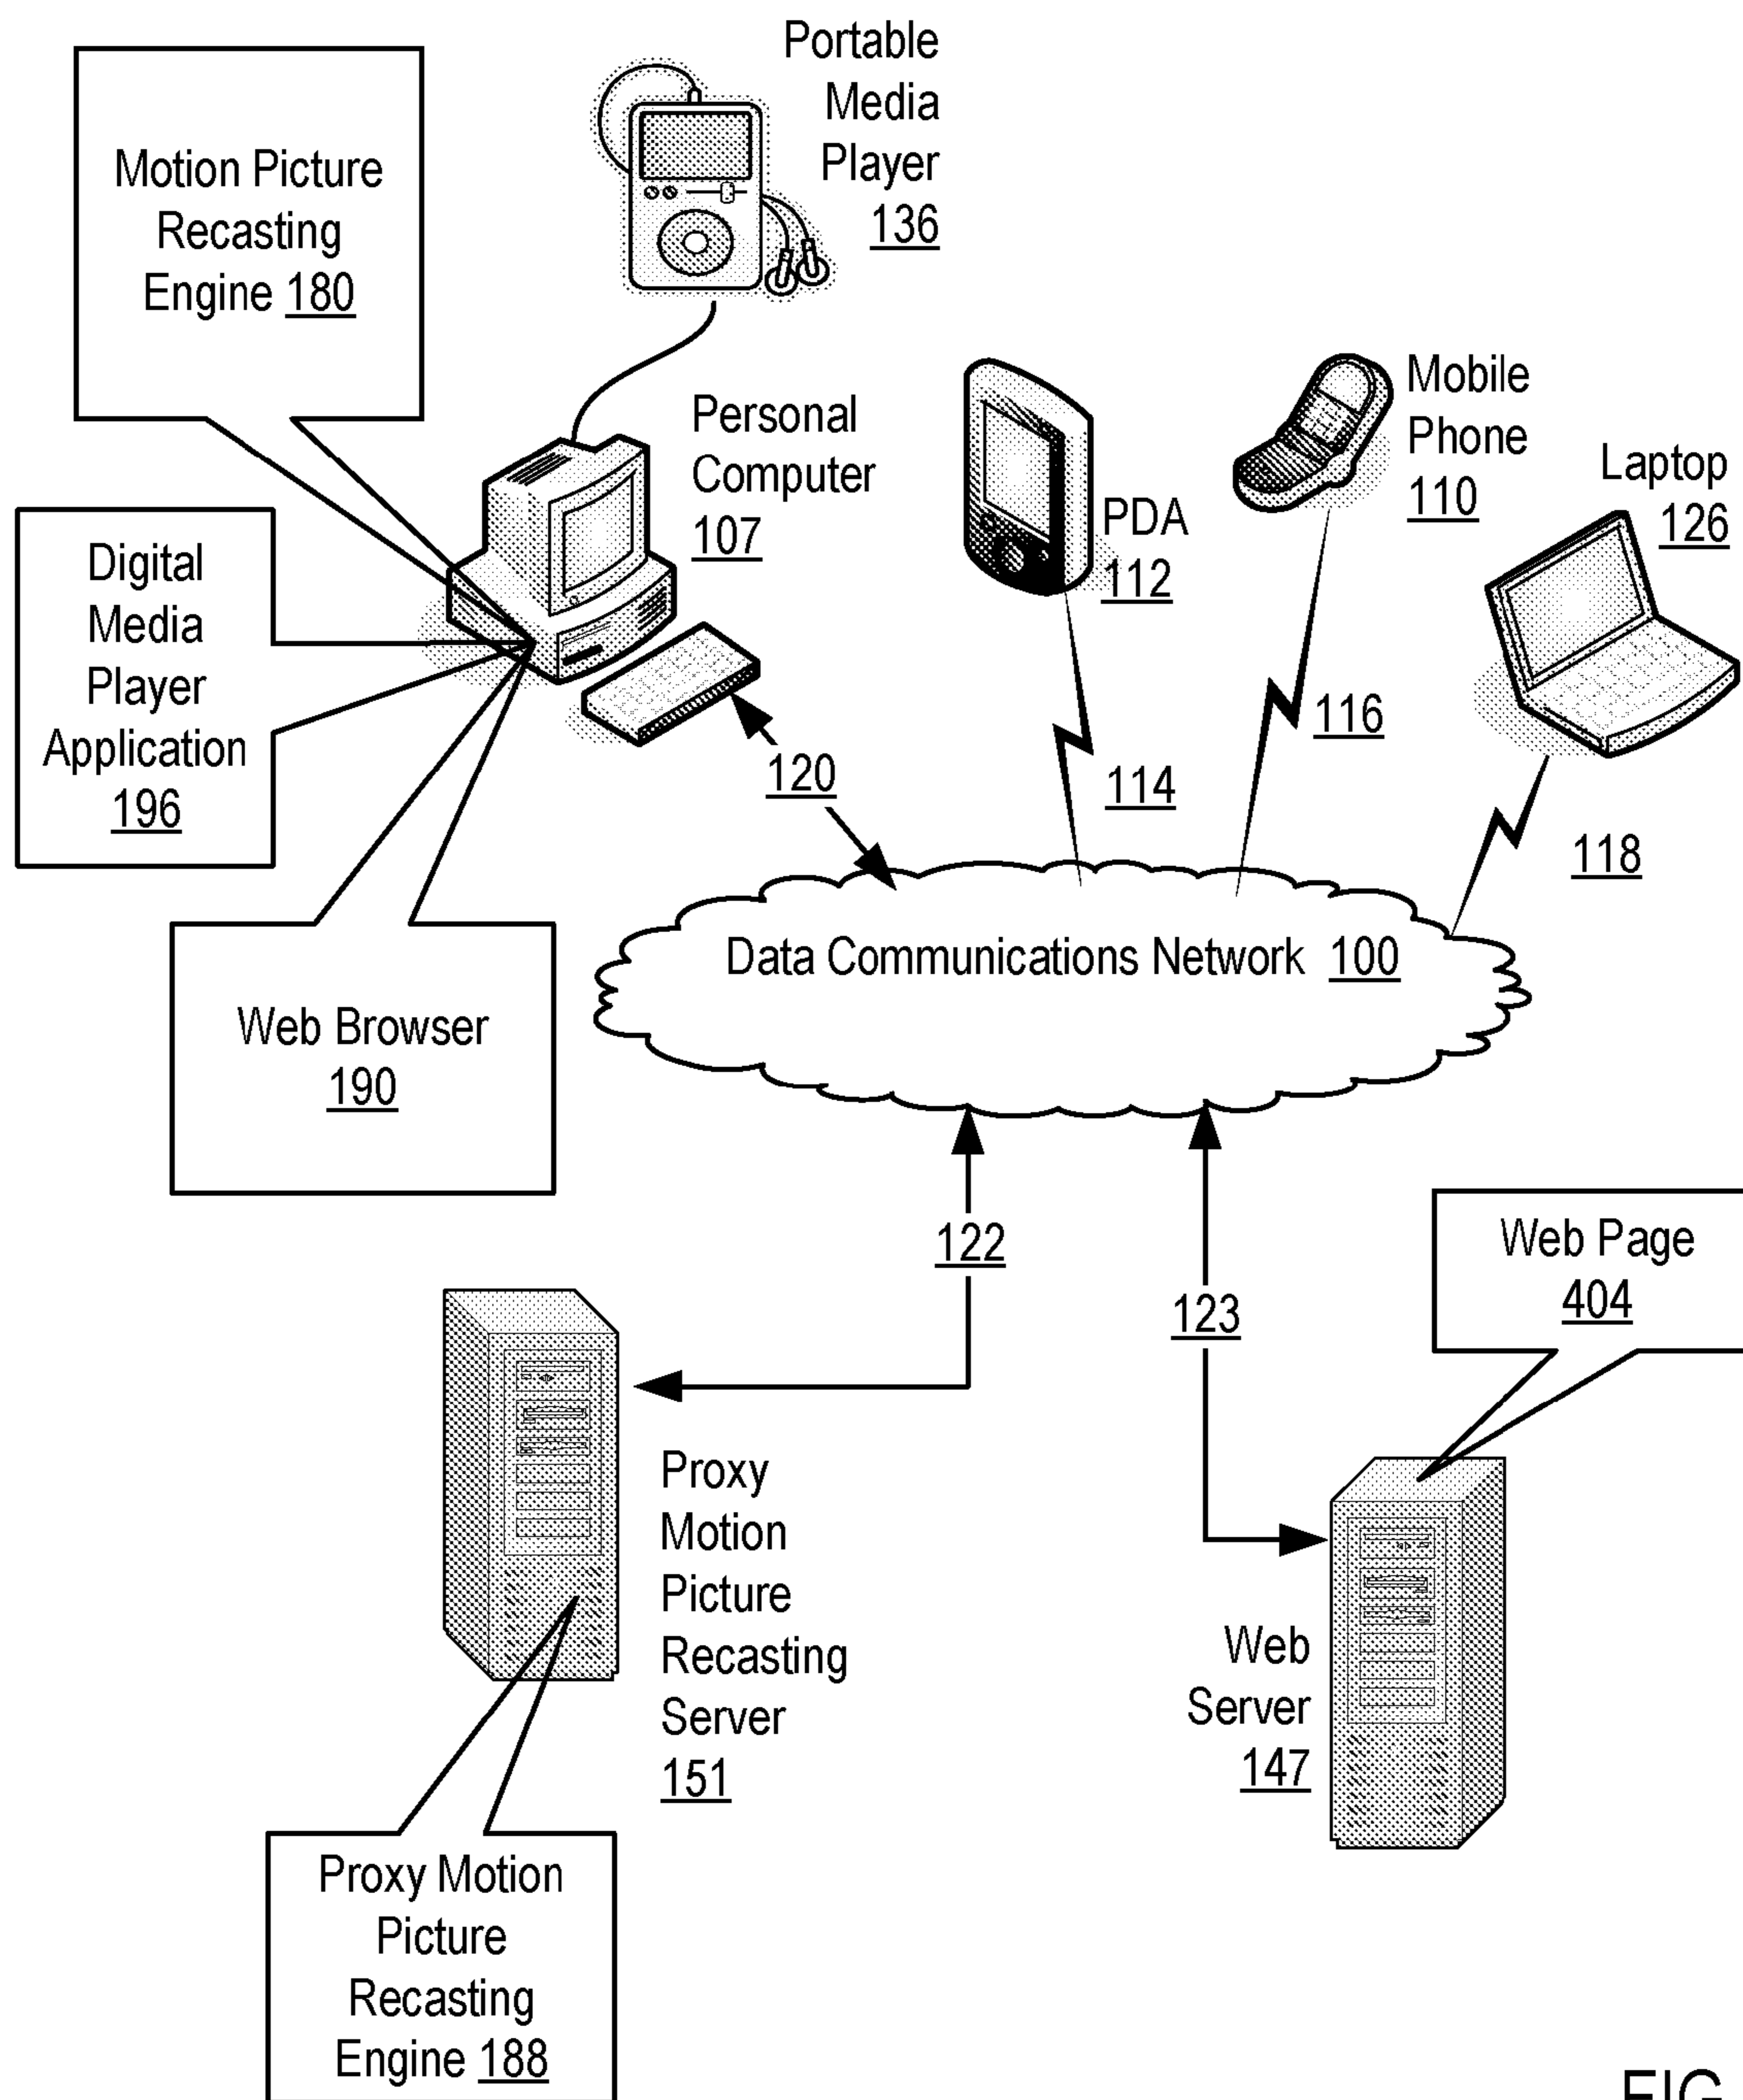 Portable
Media
Player
136
Motion Picture
Recasting
Engine 180
Personal
Computer
107
Mobile
Phone
110
Laptop
126
PDA
112
Digital
Media
Player
Application
196
120
114
116
118
Data Communications Network 100
Web Browser
190
122
123
Web Page
404
Proxy
Motion
Picture
Recasting
Server
151
Web
Server
147
Proxy Motion
Picture
Recasting
Engine 188
FIG